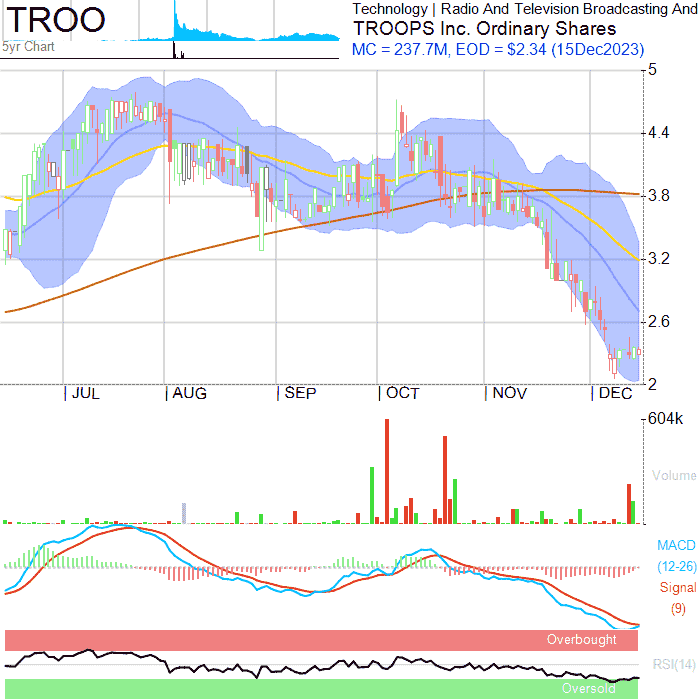 TROO
5yr Chart
Technology | Radio And Television Broadcasting And
TROOPS Inc. Ordinary Shares
MC = 237.7M, EOD = $2.34 (15Dec2023)
5
4.4
3.8
3.2
2.6
2
| JUL | AUG | SEP | OCT | NOV | DEC
604k
Volume
MACD
(12-26)
Signal
(9)
Overbought
RSI(14)
Oversold